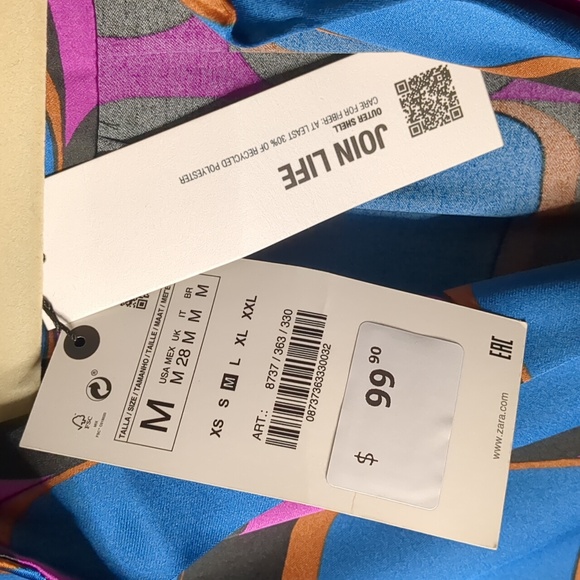 JOIN LIFE
OUTER SHELL
CARE FOR FIBER: AT LEAST 30% OF RECYCLED POLYESTER
TALLA / SIZE / TAMANHO / TAILLE / MAAT /
M
USA MEX UK IT BR
M M 28 M M M
XS S M L XL XXL
ART.: 8737 / 363 / 330
08737363330032
$ 99 90
EAC
www.zara.com
FSC
MIX